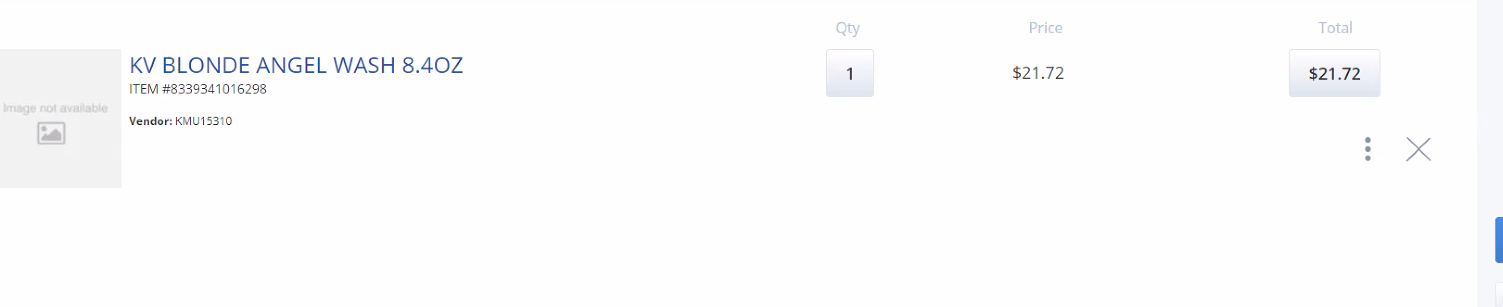 Qty Price Total
KV BLONDE ANGEL WASH 8.4OZ
1 $21.72 $21.72
ITEM #8339341016298
Image not available
Vendor: KMU15310